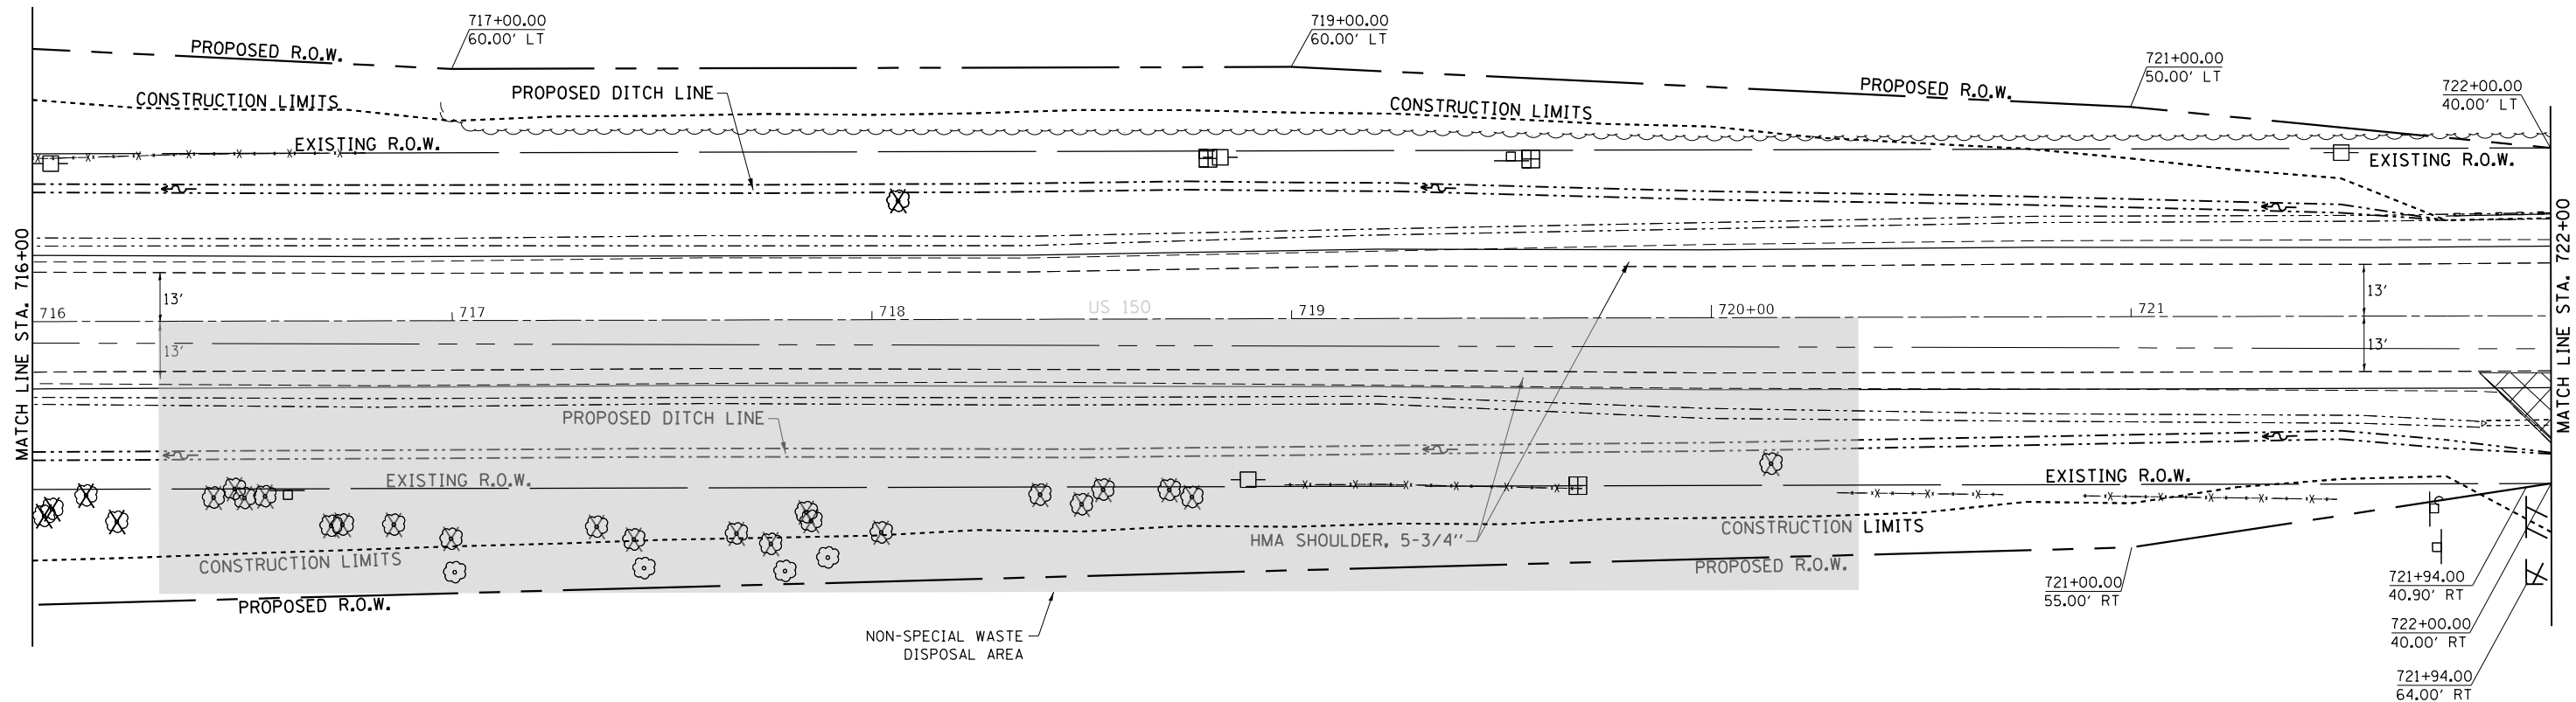 717+00.00
60.00' LT
719+00.00
60.00' LT
PROPOSED R.O.W.
721+00.00
50.00' LT
PROPOSED R.O.W.
722+00.00
40.00' LT
CONSTRUCTION LIMITS
PROPOSED DITCH LINE
CONSTRUCTION LIMITS
EXISTING R.O.W.
EXISTING R.O.W.
MATCH LINE STA. 716+00
MATCH LINE STA. 722+00
13'
13'
US 150
716
717
718
719
720+00
721
13'
13'
PROPOSED DITCH LINE
EXISTING R.O.W.
EXISTING R.O.W.
CONSTRUCTION LIMITS
HMA SHOULDER, 5-3/4"
CONSTRUCTION LIMITS
PROPOSED R.O.W.
PROPOSED R.O.W.
721+00.00
55.00' RT
721+94.00
40.90' RT
NON-SPECIAL WASTE
DISPOSAL AREA
722+00.00
40.00' RT
721+94.00
64.00' RT